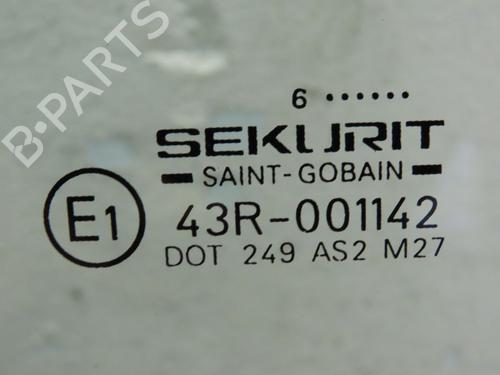 B-PARTS
6 ······
SEKURIT
SAINT-GOBAIN
E1 43R-001142
DOT 249 AS2 M27